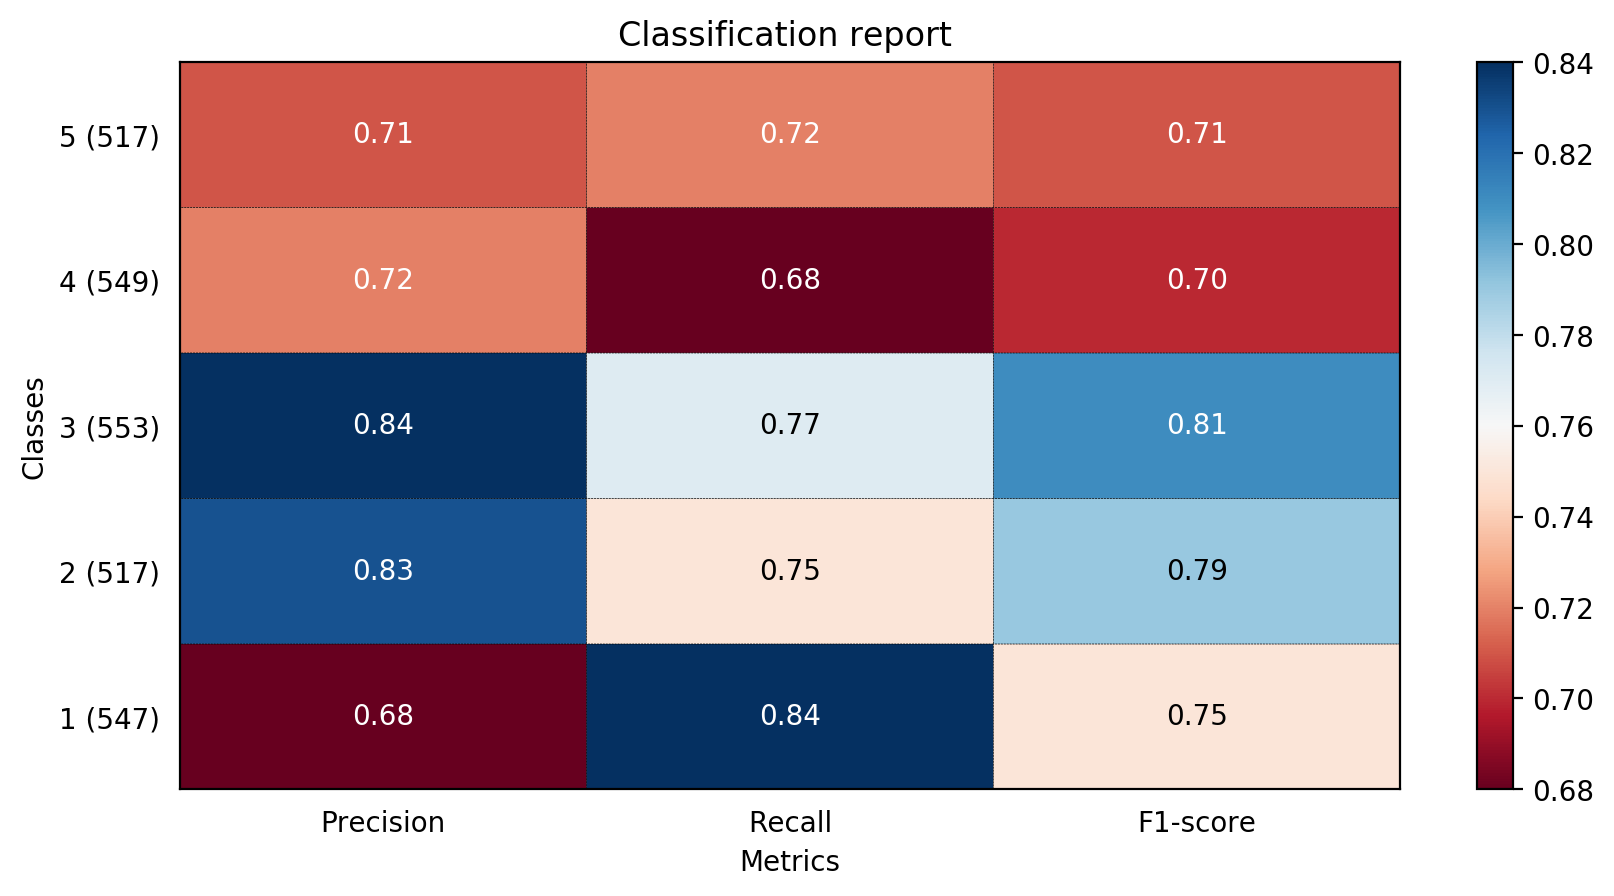 Classification report
5 (517) 0.71 0.72 0.71
4 (549) 0.72 0.68 0.70
3 (553) 0.84 0.77 0.81
2 (517) 0.83 0.75 0.79
1 (547) 0.68 0.84 0.75
Classes
Precision Recall F1-score
Metrics
0.84
0.82
0.80
0.78
0.76
0.74
0.72
0.70
0.68